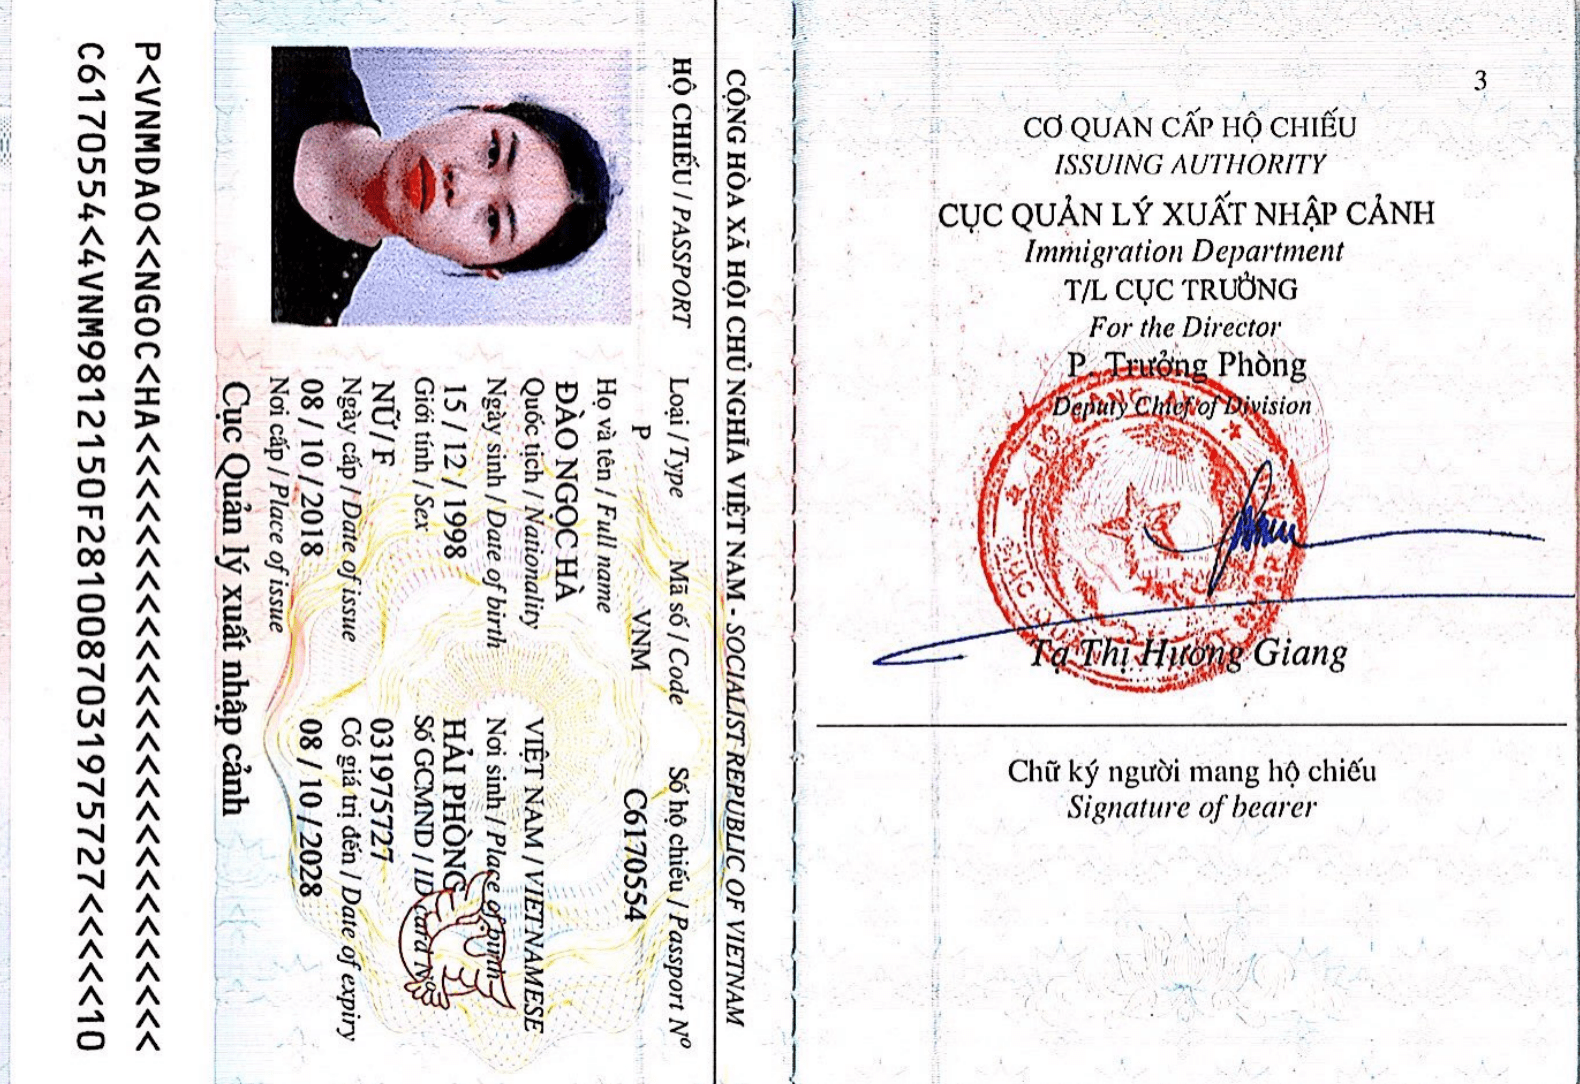 3
CƠ QUAN CẤP HỘ CHIẾU
ISSUING AUTHORITY
CỤC QUẢN LÝ XUẤT NHẬP CẢNH
Immigration Department
T/L CỤC TRƯỞNG
For the Director
P. Trưởng Phòng
Deputy Chief of Division
Tạ Thị Hương Giang
Chữ ký người mang hộ chiếu
Signature of bearer
CỘNG HÒA XÃ HỘI CHỦ NGHĨA VIỆT NAM - SOCIALIST REPUBLIC OF VIETNAM
HỘ CHIẾU / PASSPORT
Loại / Type Mã số / Code Số hộ chiếu / Passport Nº
P VNM C6170554
Họ và tên / Full name
ĐÀO NGỌC HÀ
Quốc tịch / Nationality VIỆT NAM / VIETNAMESE
Ngày sinh / Date of birth Nơi sinh / Place of birth
15 / 12 / 1998 HẢI PHÒNG
Giới tính / Sex Số GCMND / ID card Nº
NỮ / F 031975727
Ngày cấp / Date of issue Có giá trị đến / Date of expiry
08 / 10 / 2018 08 / 10 / 2028
Nơi cấp / Place of issue
Cục Quản lý xuất nhập cảnh
P<VNMDAO<<NGOC<HA<<<<<<<<<<<<<<<<<<<<<<<<<<<
C6170554<4VNM9812150F2810087031975727<<<<<10